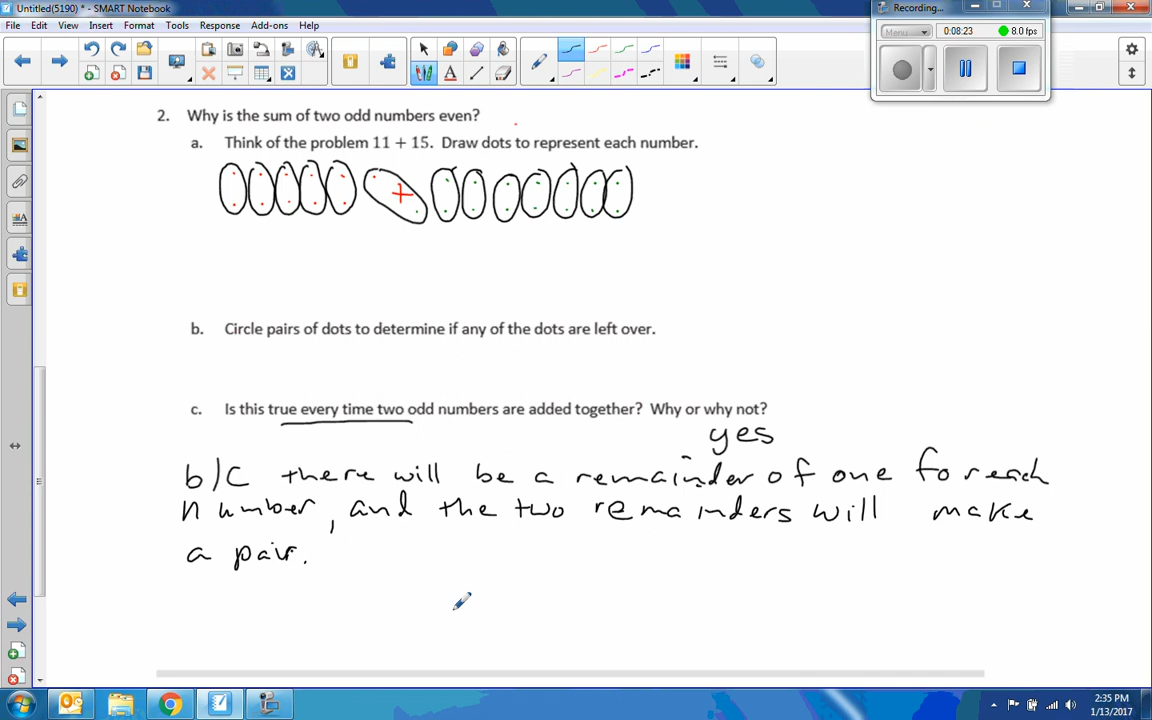 Untitled(5190) * - SMART Notebook
Recording...
File Edit View Insert Format Tools Response Add-ons Help
Menu 0:08:23 8.0 fps
2. Why is the sum of two odd numbers even?
a. Think of the problem 11 + 15. Draw dots to represent each number.
+
b. Circle pairs of dots to determine if any of the dots are left over.
c. Is this true every time two odd numbers are added together? Why or why not?
yes
b/c there will be a remainder of one for each
number, and the two remainders will make
a pair.
2:35 PM
1/13/2017